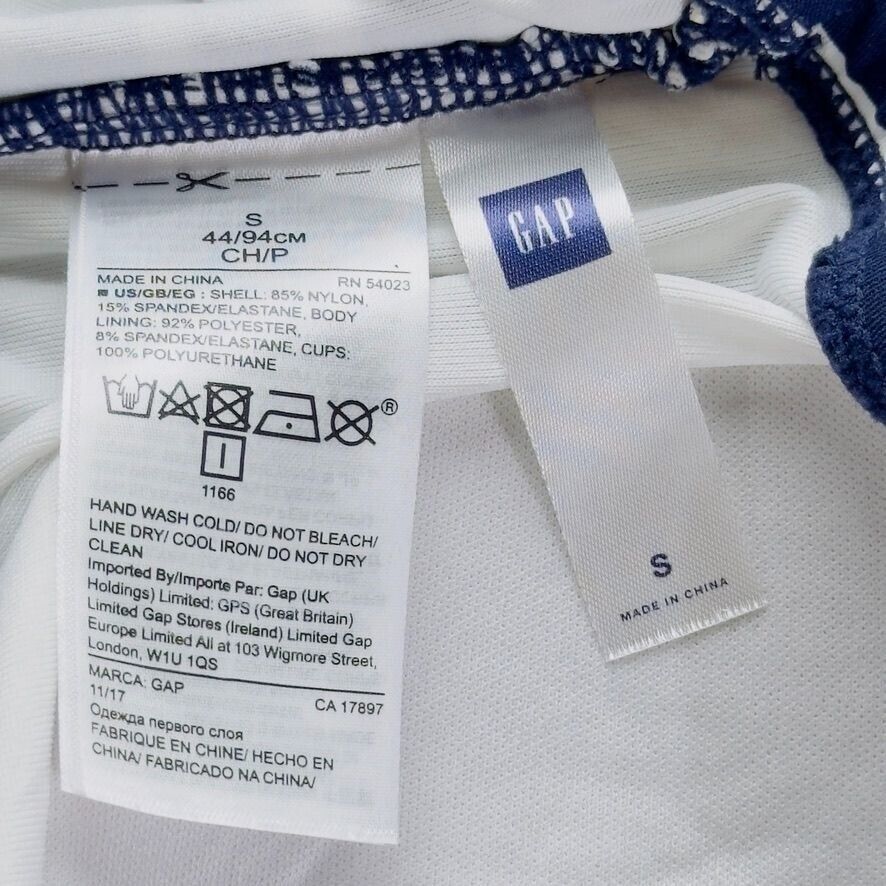 S
44/94CM
CH/P
MADE IN CHINA RN 54023
US/GB/EG : SHELL: 85% NYLON,
15% SPANDEX/ELASTANE, BODY
LINING: 92% POLYESTER,
8% SPANDEX/ELASTANE, CUPS:
100% POLYURETHANE
®
1166
HAND WASH COLD/ DO NOT BLEACH/
LINE DRY/ COOL IRON/ DO NOT DRY
CLEAN
Imported By/Importe Par: Gap (UK
Holdings) Limited: GPS (Great Britain)
Limited Gap Stores (Ireland) Limited Gap
Europe Limited All at 103 Wigmore Street,
London, W1U 1QS
MARCA: GAP
11/17 CA 17897
Одежда первого слоя
FABRIQUE EN CHINE/ HECHO EN
CHINA/ FABRICADO NA CHINA/
GAP
S
MADE IN CHINA